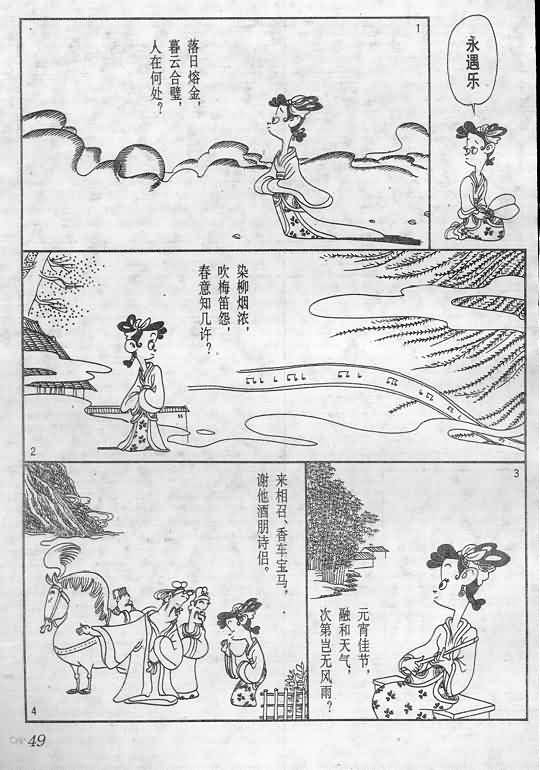 永遇乐
1
落日熔金，
暮云合璧，
人在何处？
染柳烟浓，
吹梅笛怨，
春意知几许？
2
3
元宵佳节，
融和天气，
次第岂无风雨？
来相召、香车宝马，
谢他酒朋诗侣。
4
49